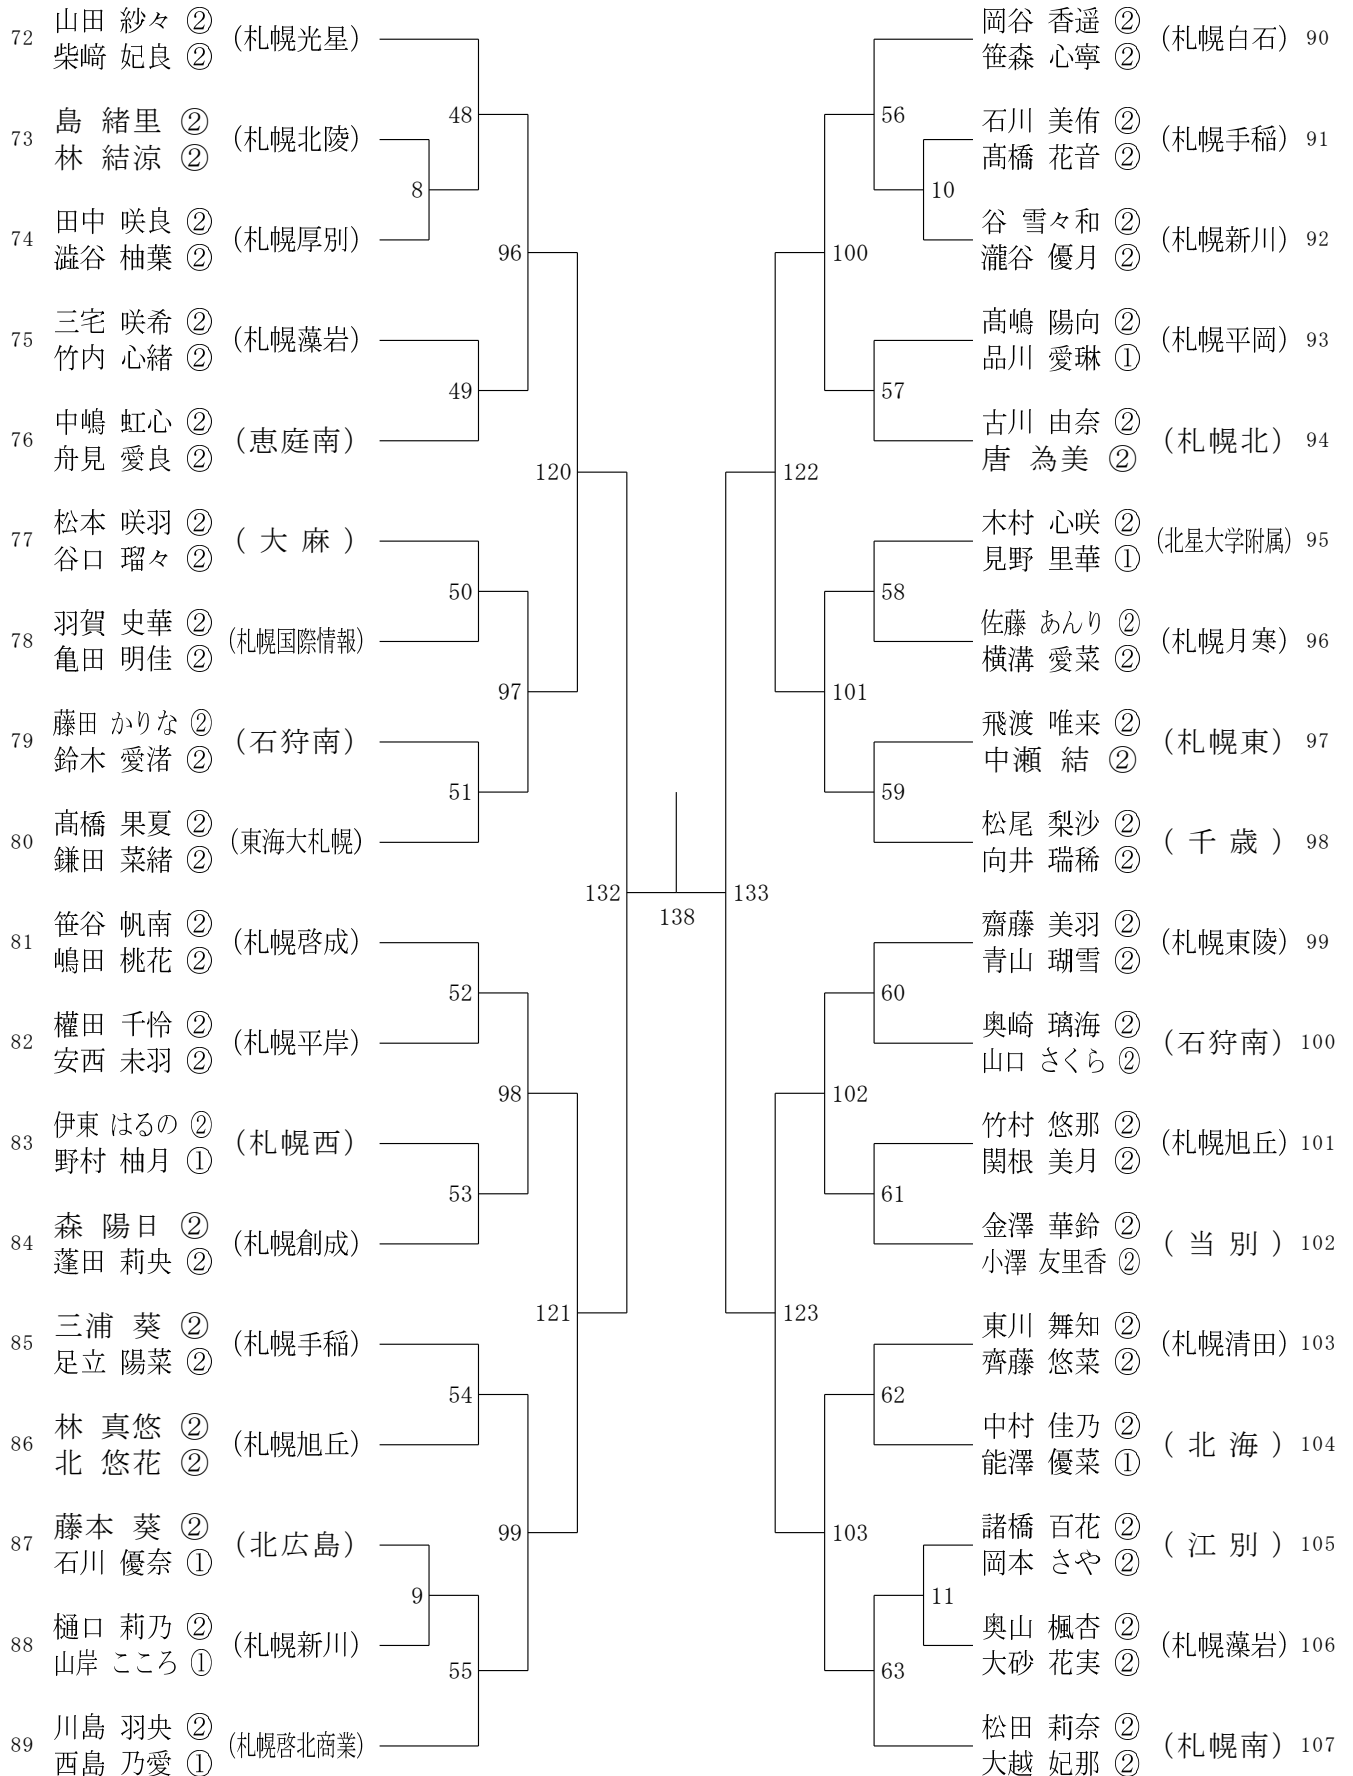 72 山田 紗々 ② (札幌光星)
柴﨑 妃良 ②
73 島 緒里 ② (札幌北陵)
林 結涼 ②
74 田中 咲良 ② (札幌厚別)
澁谷 柚葉 ②
75 三宅 咲希 ② (札幌藻岩)
竹内 心緒 ②
76 中嶋 虹心 ② (恵庭南)
舟見 愛良 ②
77 松本 咲羽 ② (大麻)
谷口 瑠々 ②
78 羽賀 史華 ② (札幌国際情報)
亀田 明佳 ②
79 藤田 かりな ② (石狩南)
鈴木 愛渚 ②
80 髙橋 果夏 ② (東海大札幌)
鎌田 菜緒 ②
81 笹谷 帆南 ② (札幌啓成)
嶋田 桃花 ②
82 權田 千怜 ② (札幌平岸)
安西 未羽 ②
83 伊東 はるの ② (札幌西)
野村 柚月 ①
84 森 陽日 ② (札幌創成)
蓬田 莉央 ②
85 三浦 葵 ② (札幌手稲)
足立 陽菜 ②
86 林 真悠 ② (札幌旭丘)
北 悠花 ②
87 藤本 葵 ② (北広島)
石川 優奈 ①
88 樋口 莉乃 ② (札幌新川)
山岸 こころ ①
89 川島 羽央 ② (札幌啓北商業)
西島 乃愛 ①
48
8
96
49
120
50
97
51
132
52
98
53
121
54
99
9
55
138
56
10
100
57
122
58
101
59
133
60
102
61
123
62
103
11
63
岡谷 香遥 ② (札幌白石) 90
笹森 心寧 ②
石川 美侑 ② (札幌手稲) 91
髙橋 花音 ②
谷 雪々和 ② (札幌新川) 92
瀧谷 優月 ②
髙嶋 陽向 ② (札幌平岡) 93
品川 愛琳 ①
古川 由奈 ② (札幌北) 94
唐 為美 ②
木村 心咲 ② (北星大学附属) 95
見野 里華 ①
佐藤 あんり ② (札幌月寒) 96
横溝 愛菜 ②
飛渡 唯来 ② (札幌東) 97
中瀬 結 ②
松尾 梨沙 ② (千歳) 98
向井 瑞稀 ②
齋藤 美羽 ② (札幌東陵) 99
青山 瑚雪 ②
奥崎 璃海 ② (石狩南) 100
山口 さくら ②
竹村 悠那 ② (札幌旭丘) 101
関根 美月 ②
金澤 華鈴 ② (当別) 102
小澤 友里香 ②
東川 舞知 ② (札幌清田) 103
齊藤 悠菜 ②
中村 佳乃 ② (北海) 104
能澤 優菜 ①
諸橋 百花 ② (江別) 105
岡本 さや ②
奥山 楓杏 ② (札幌藻岩) 106
大砂 花実 ②
松田 莉奈 ② (札幌南) 107
大越 妃那 ②